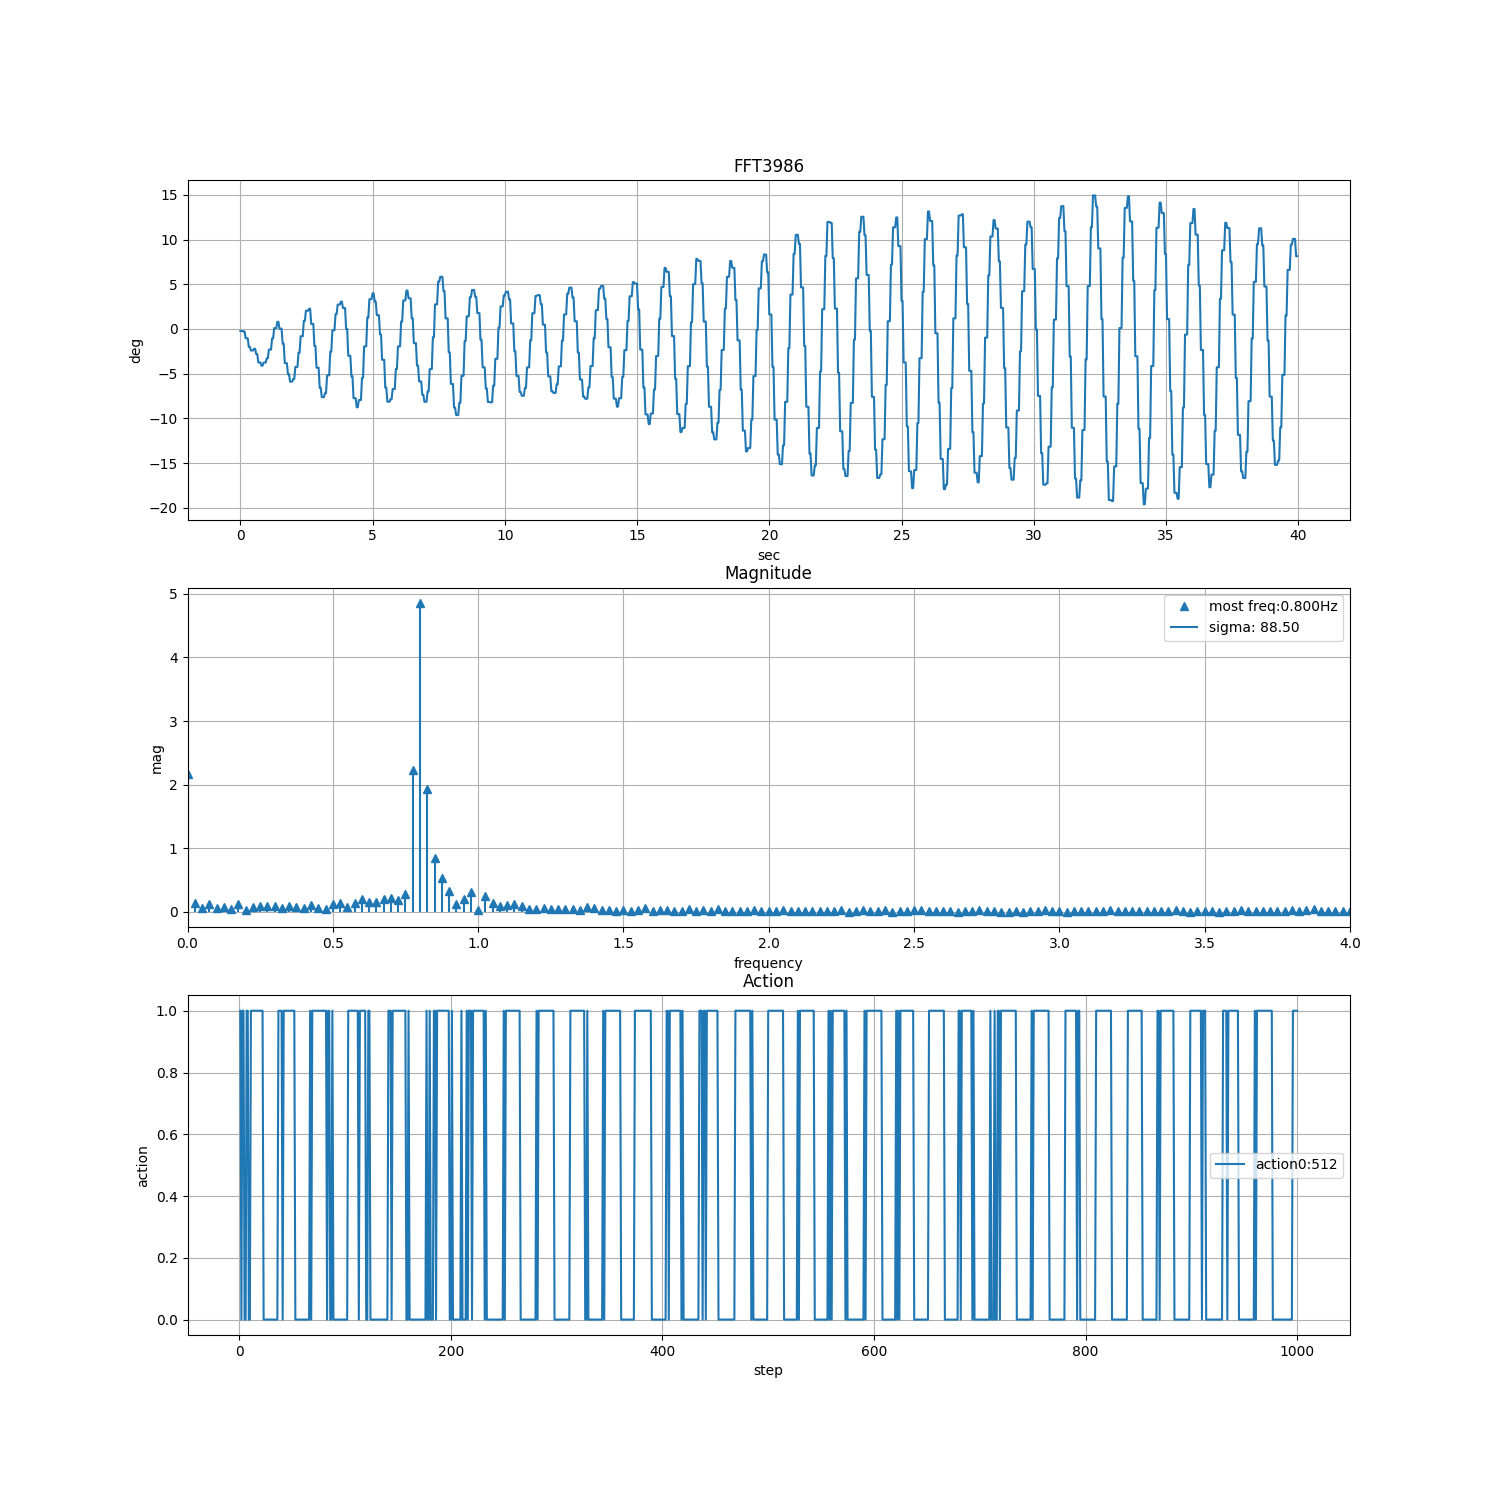 FFT3986
15
10
5
0
−5
−10
−15
−20
deg
0 5 10 15 20 25 30 35 40
sec
Magnitude
5
4
3
2
1
0
mag
most freq:0.800Hz
sigma: 88.50
0.0 0.5 1.0 1.5 2.0 2.5 3.0 3.5 4.0
frequency
Action
1.0
0.8
0.6
0.4
0.2
0.0
action
action0:512
0 200 400 600 800 1000
step